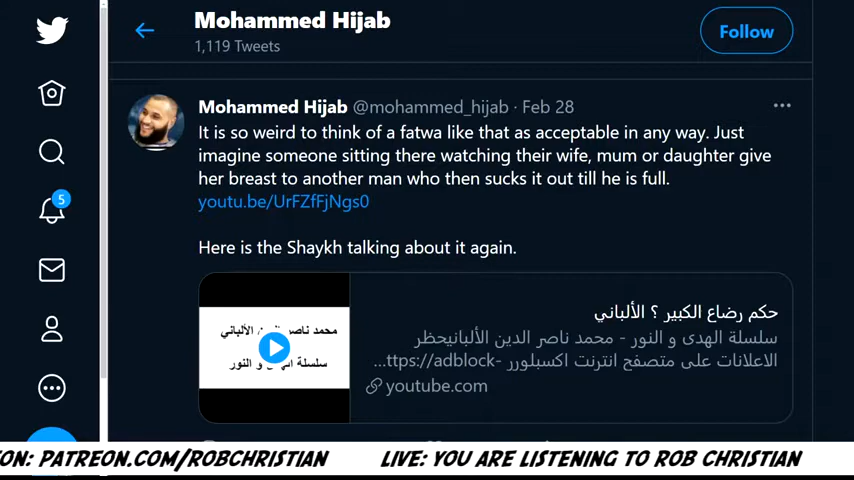 Mohammed Hijab
1,119 Tweets
Follow
Mohammed Hijab @mohammed_hijab · Feb 28
It is so weird to think of a fatwa like that as acceptable in any way. Just
imagine someone sitting there watching their wife, mum or daughter give
her breast to another man who then sucks it out till he is full.
youtu.be/UrFZfFjNgs0
Here is the Shaykh talking about it again.
حكم رضاع الكبير ؟ الألباني
سلسلة الهدى و النور - محمد ناصر الدين الألبانيحظر
الاعلانات على متصفح انترنت اكسبلورر ttps://adblock-...
youtube.com
محمد ناصر الألباني
سلسلة و النور
5
ON: PATREON.COM/ROBCHRISTIAN LIVE: YOU ARE LISTENING TO ROB CHRISTIAN